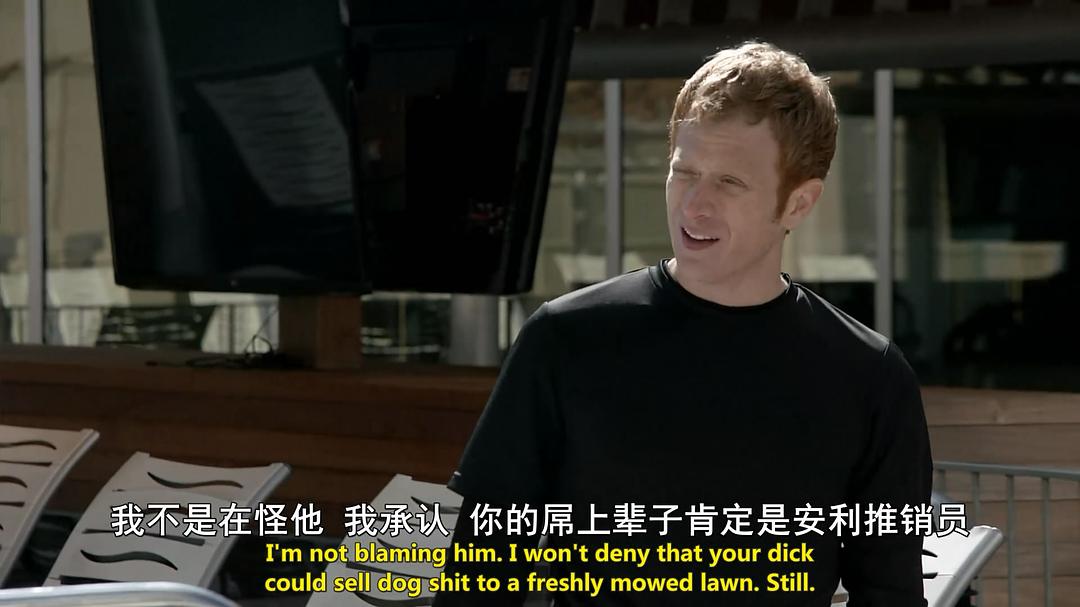 我不是在怪他 我承认 你的屌上辈子肯定是安利推销员
I'm not blaming him. I won't deny that your dick
could sell dog shit to a freshly mowed lawn. Still.